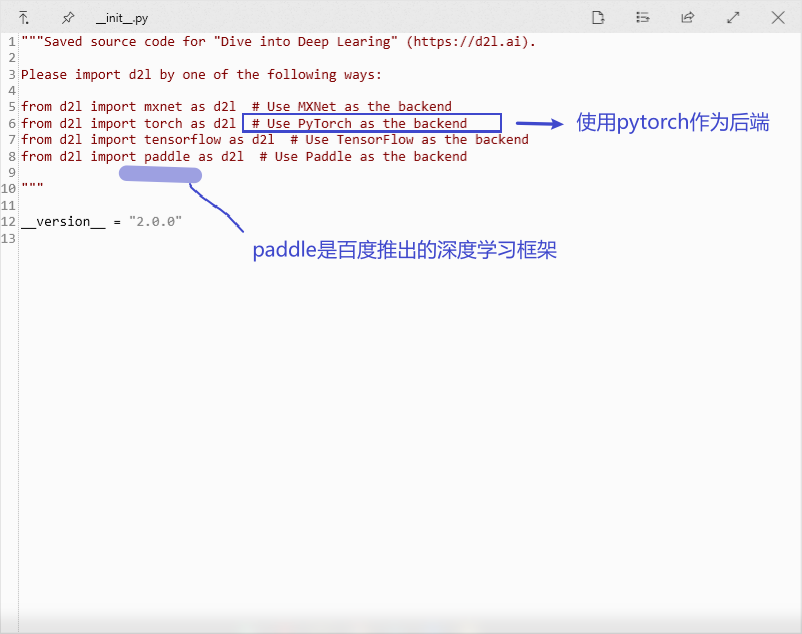 __init__.py
1 """Saved source code for "Dive into Deep Learing" (https://d2l.ai).
2
3 Please import d2l by one of the following ways:
4
5 from d2l import mxnet as d2l  # Use MXNet as the backend
6 from d2l import torch as d2l  # Use PyTorch as the backend
使用pytorch作为后端
7 from d2l import tensorflow as d2l  # Use TensorFlow as the backend
8 from d2l import paddle as d2l  # Use Paddle as the backend
9
10 """
11
12 __version__ = "2.0.0"
13
paddle是百度推出的深度学习框架